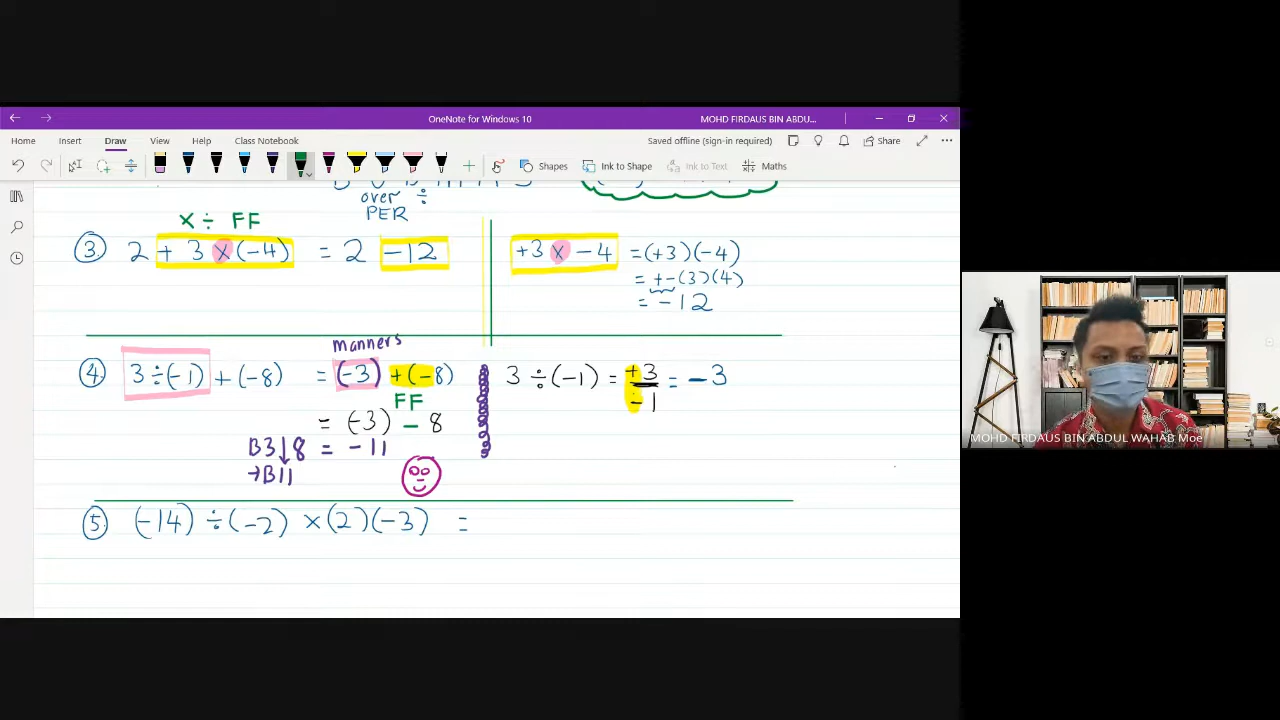 OneNote for Windows 10
MOHD FIRDAUS BIN ABDU...
Home Insert Draw View Help Class Notebook
Saved offline (sign-in required)
Share
Shapes Ink to Shape Ink to Text Maths
over ÷
PER
x ÷ FF
③ 2 + 3 x (-4) = 2 -12
+3 x -4 = (+3)(-4)
= +-(3)(4)
= -12
manners
④ 3÷(-1) + (-8) = (-3) +(-8)
FF
= (-3) - 8
B3↓8 = -11
→B11
3 ÷ (-1) = +3/-1 = -3
⑤ (-14) ÷ (-2) × (2)(-3) =
MOHD FIRDAUS BIN ABDUL WAHAB Moe